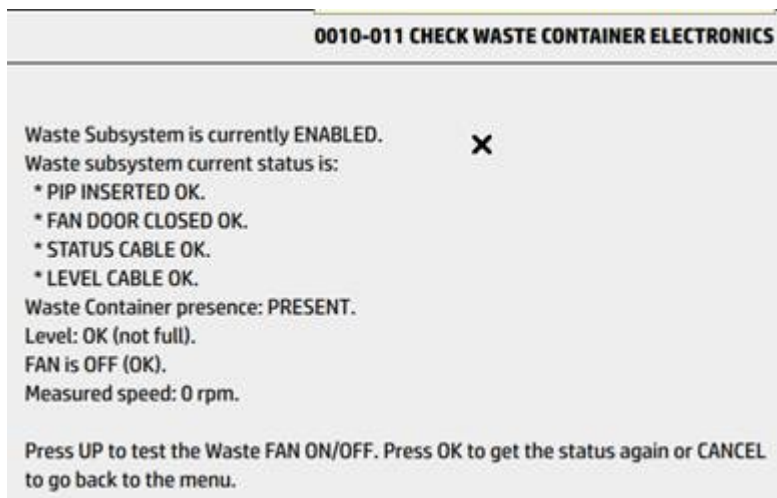 0010-011 CHECK WASTE CONTAINER ELECTRONICS
Waste Subsystem is currently ENABLED.
Waste subsystem current status is:
* PIP INSERTED OK.
* FAN DOOR CLOSED OK.
* STATUS CABLE OK.
* LEVEL CABLE OK.
Waste Container presence: PRESENT.
Level: OK (not full).
FAN is OFF (OK).
Measured speed: 0 rpm.
Press UP to test the Waste FAN ON/OFF. Press OK to get the status again or CANCEL
to go back to the menu.